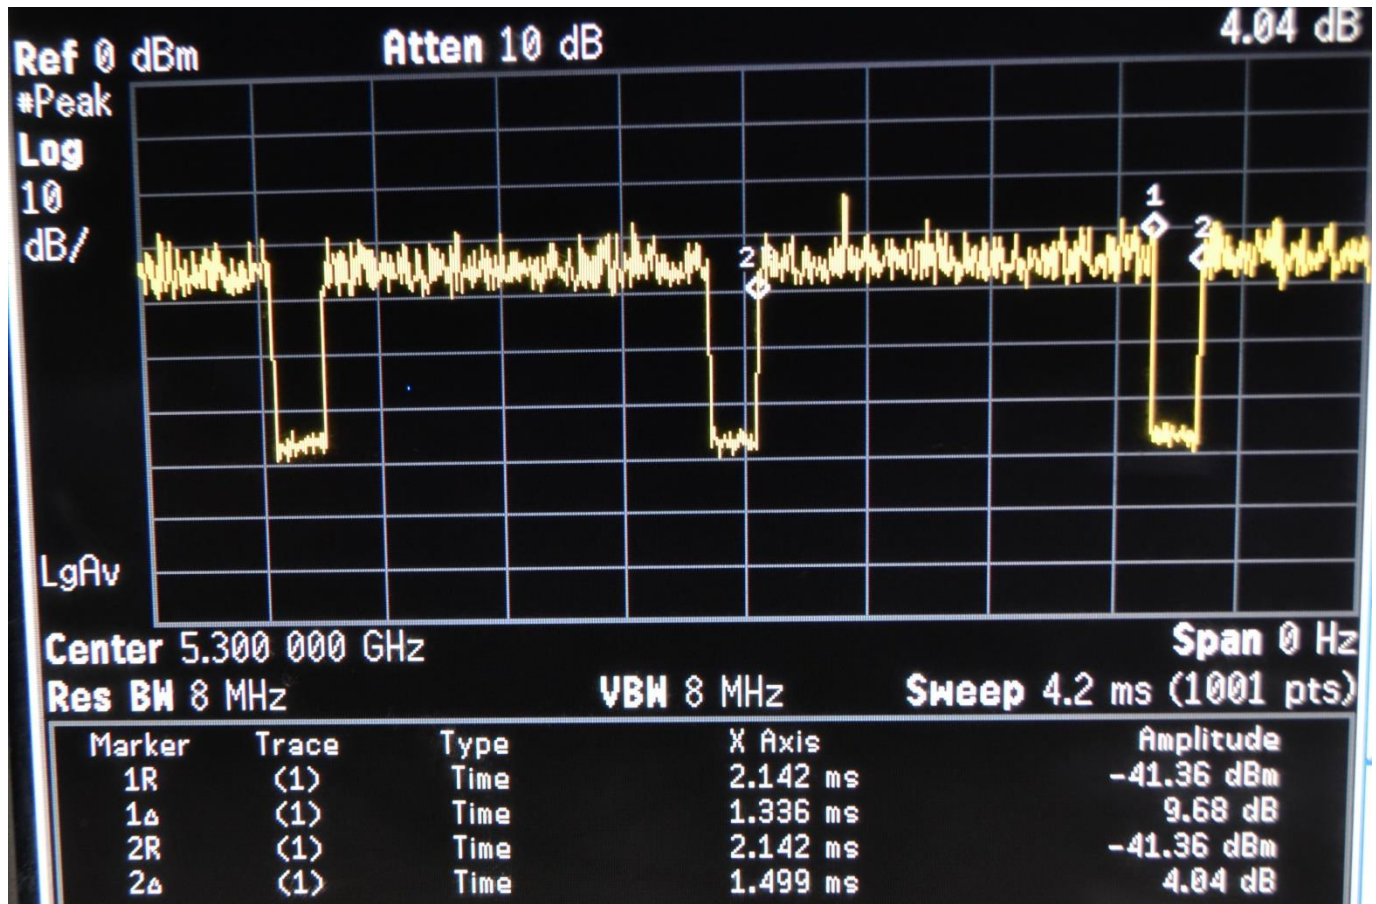 4.04 dB
Ref 0 dBm Atten 10 dB
#Peak
Log
10
dB/
1
2
2
LgAv
Center 5.300 000 GHz Span 0 Hz
Res BW 8 MHz VBW 8 MHz Sweep 4.2 ms (1001 pts)
Marker Trace Type X Axis Amplitude
1R (1) Time 2.142 ms -41.36 dBm
1Δ (1) Time 1.336 ms 9.68 dB
2R (1) Time 2.142 ms -41.36 dBm
2Δ (1) Time 1.499 ms 4.04 dB